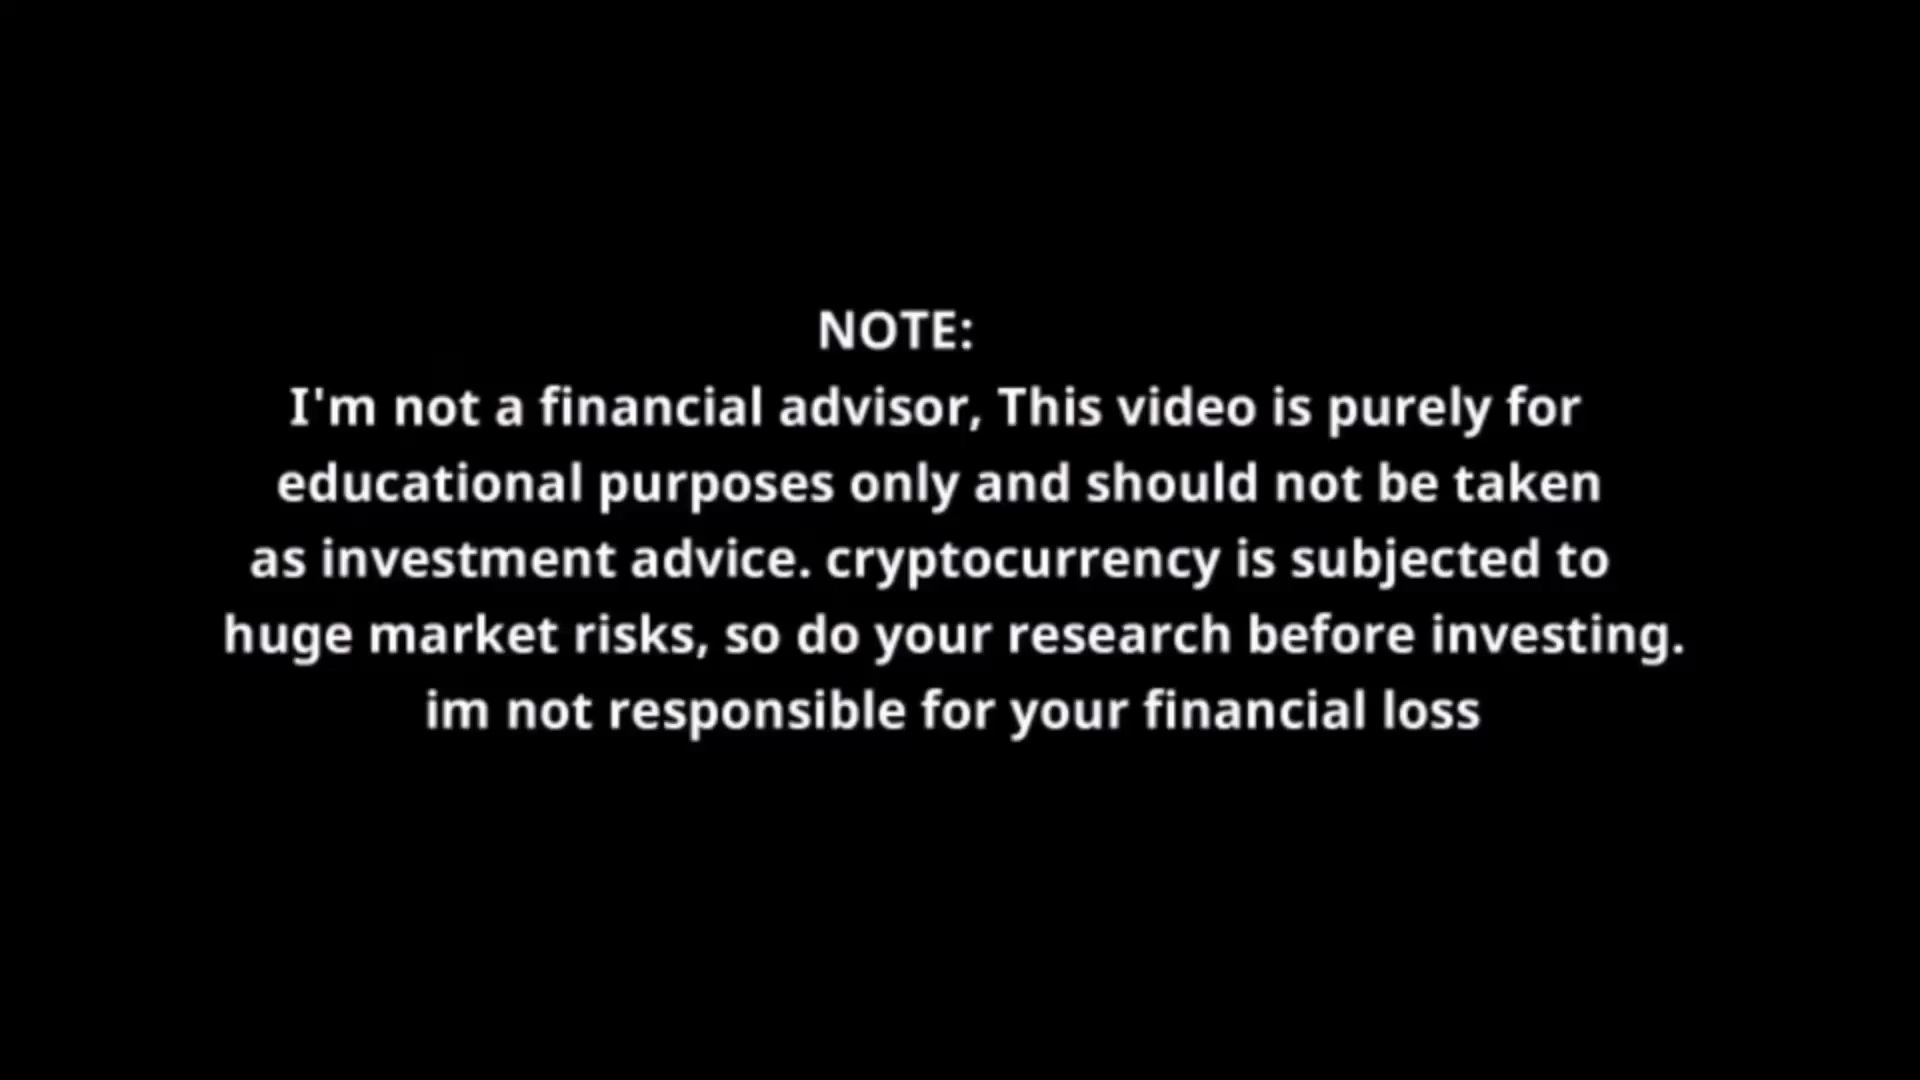 NOTE:
I'm not a financial advisor, This video is purely for
educational purposes only and should not be taken
as investment advice. cryptocurrency is subjected to
huge market risks, so do your research before investing.
im not responsible for your financial loss